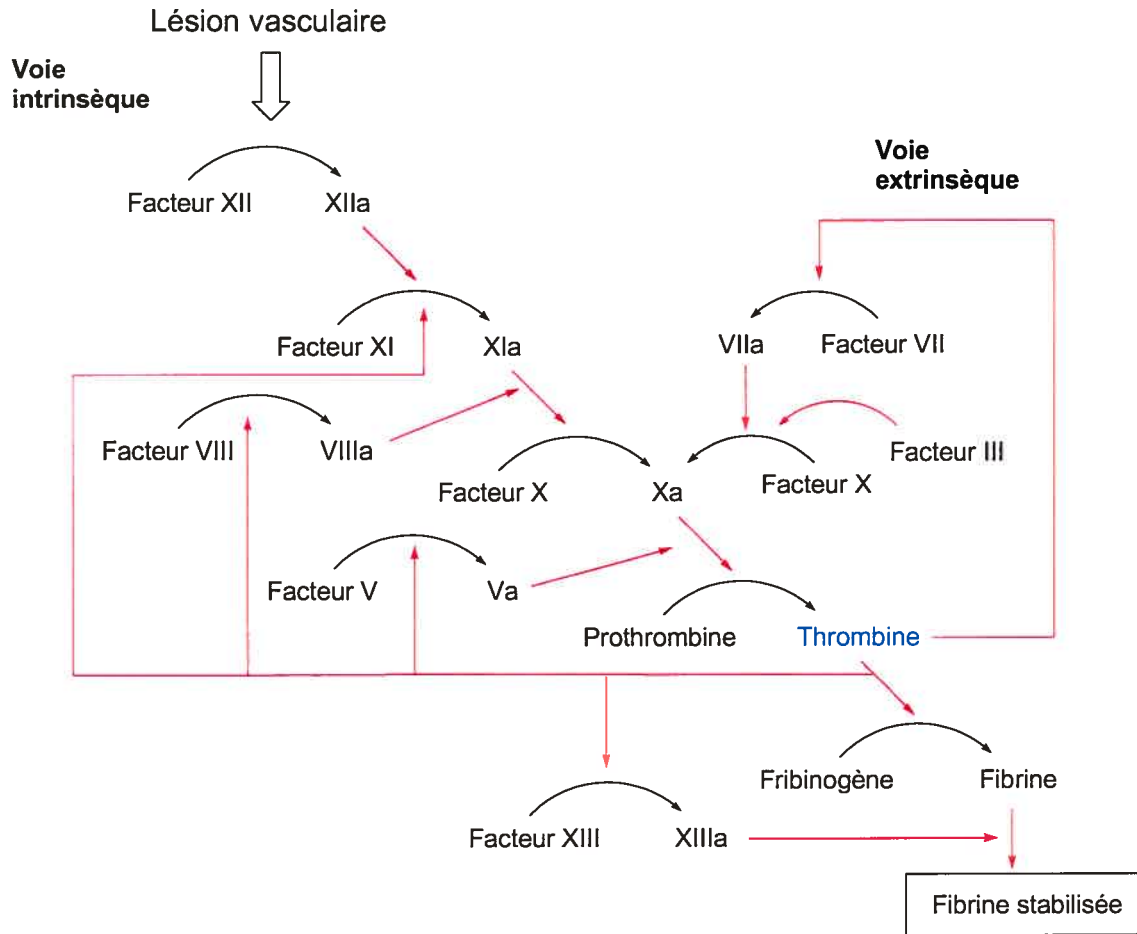 Lésion vasculaire
Voie
intrinsèque
Voie
extrinsèque
Facteur XII
XIIa
Facteur XI
XIa
VIIa
Facteur VII
Facteur VIII
VIIIa
Facteur III
Facteur X
Xa
Facteur X
Facteur V
Va
Prothrombine
Thrombine
Fribinogène
Fibrine
Facteur XIII
XIIIa
Fibrine stabilisée